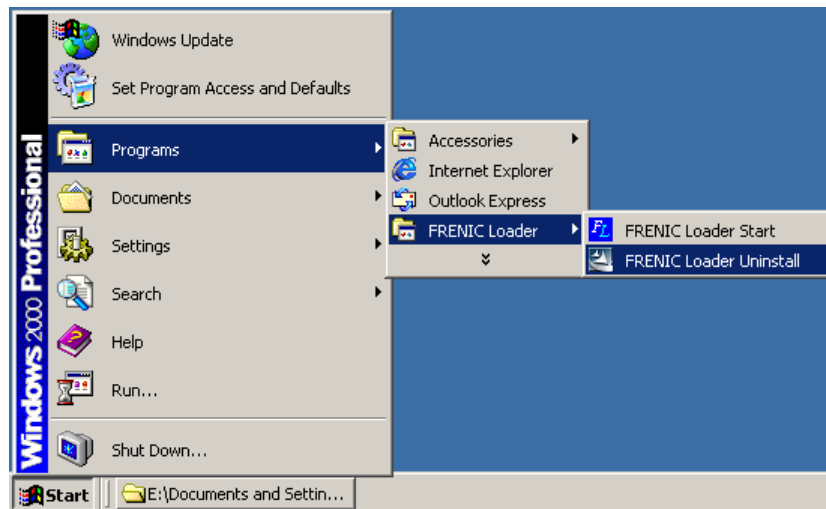 Windows Update
Set Program Access and Defaults
Programs
Documents
Settings
Search
Help
Run...
Shut Down...
Windows 2000 Professional
Accessories
Internet Explorer
Outlook Express
FRENIC Loader
FL FRENIC Loader Start
FRENIC Loader Uninstall
Start
E:\Documents and Settin...